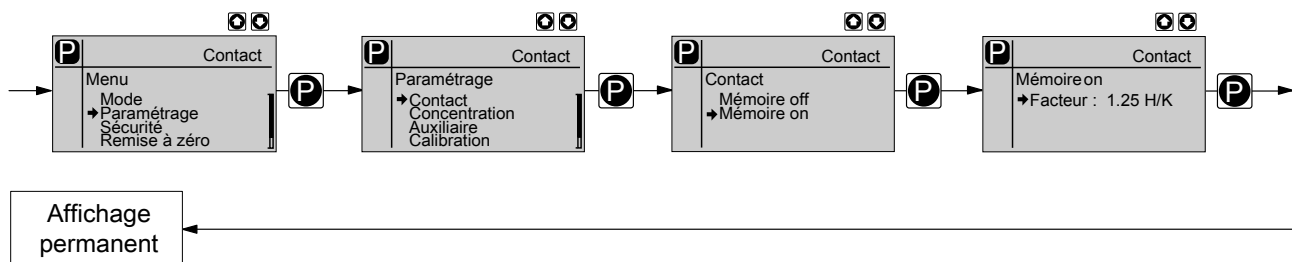 P
Contact
Menu
Mode
Paramétrage
Sécurité
Remise à zéro
P
P
Contact
Paramétrage
Contact
Concentration
Auxiliaire
Calibration
P
P
Contact
Contact
Mémoire off
Mémoire on
P
P
Contact
Mémoire on
Facteur : 1.25 H/K
P
Affichage
permanent